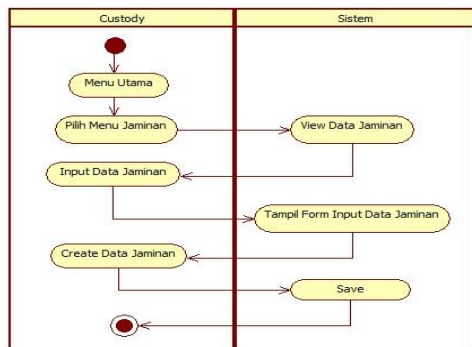 Custody
Sistem
Menu Utama
Pilih Menu Jaminan
View Data Jaminan
Input Data Jaminan
Tampil Form Input Data Jaminan
Create Data Jaminan
Save